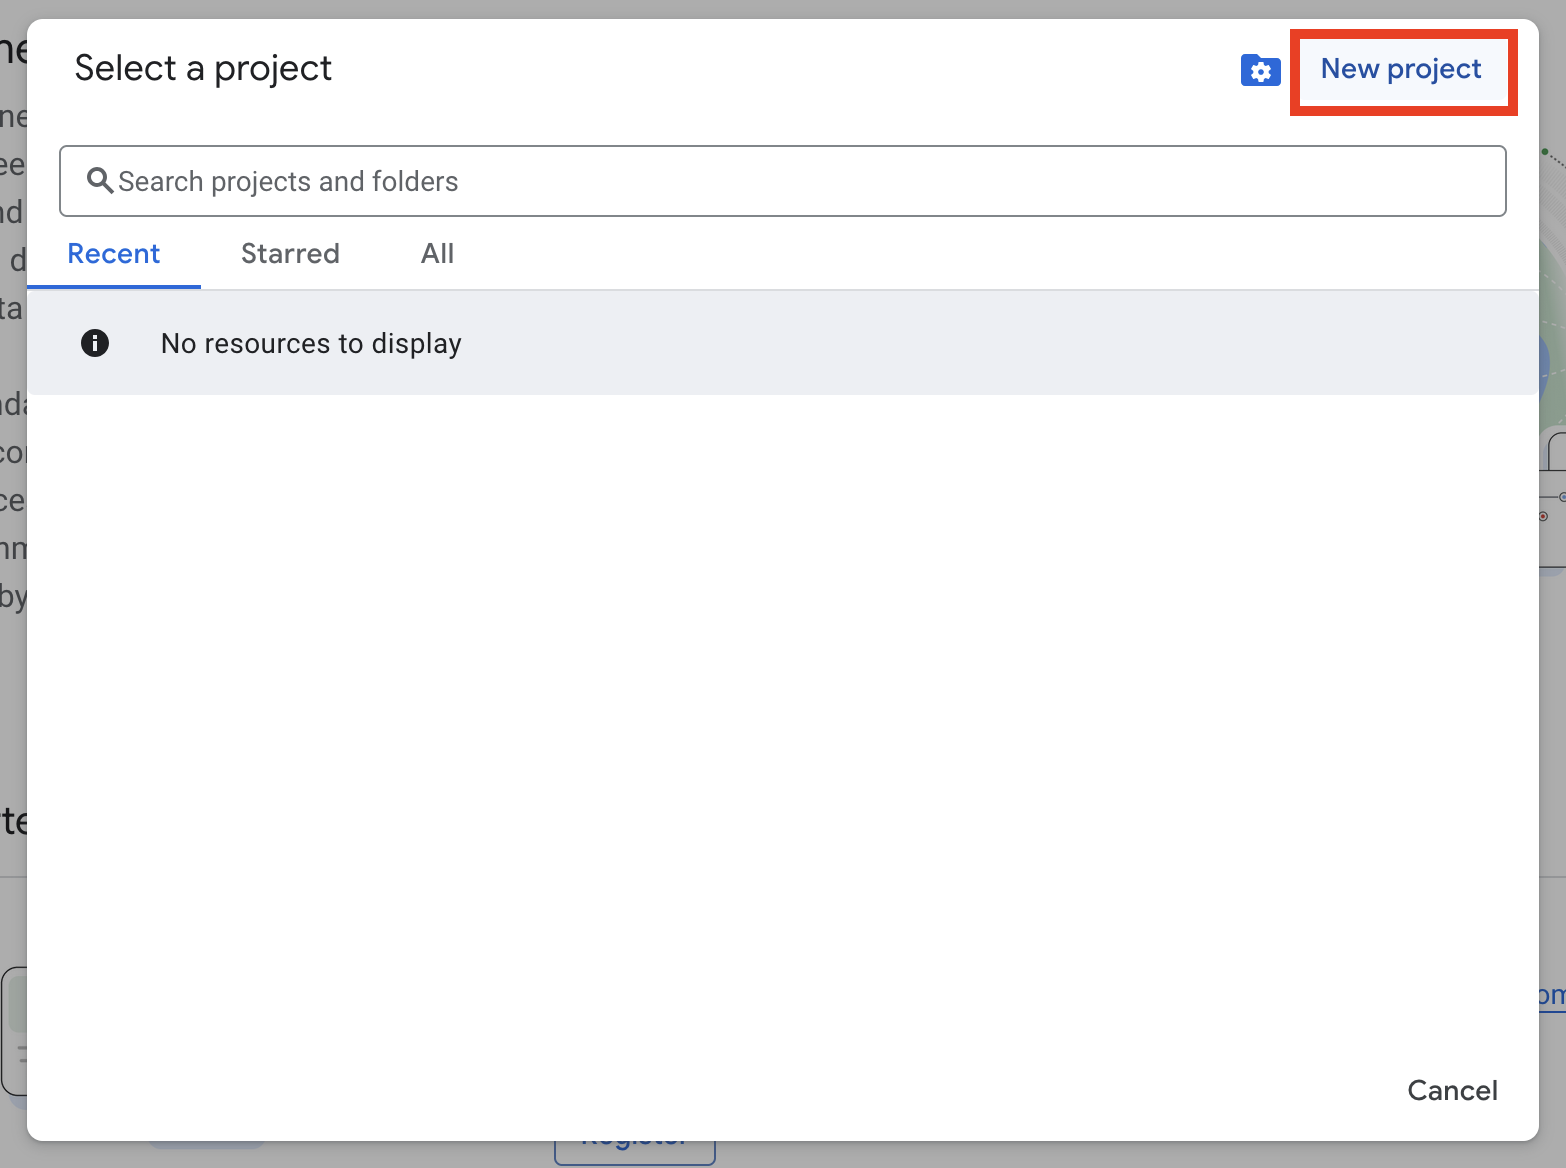 Select a project
New project
Search projects and folders
Recent Starred All
No resources to display
Cancel